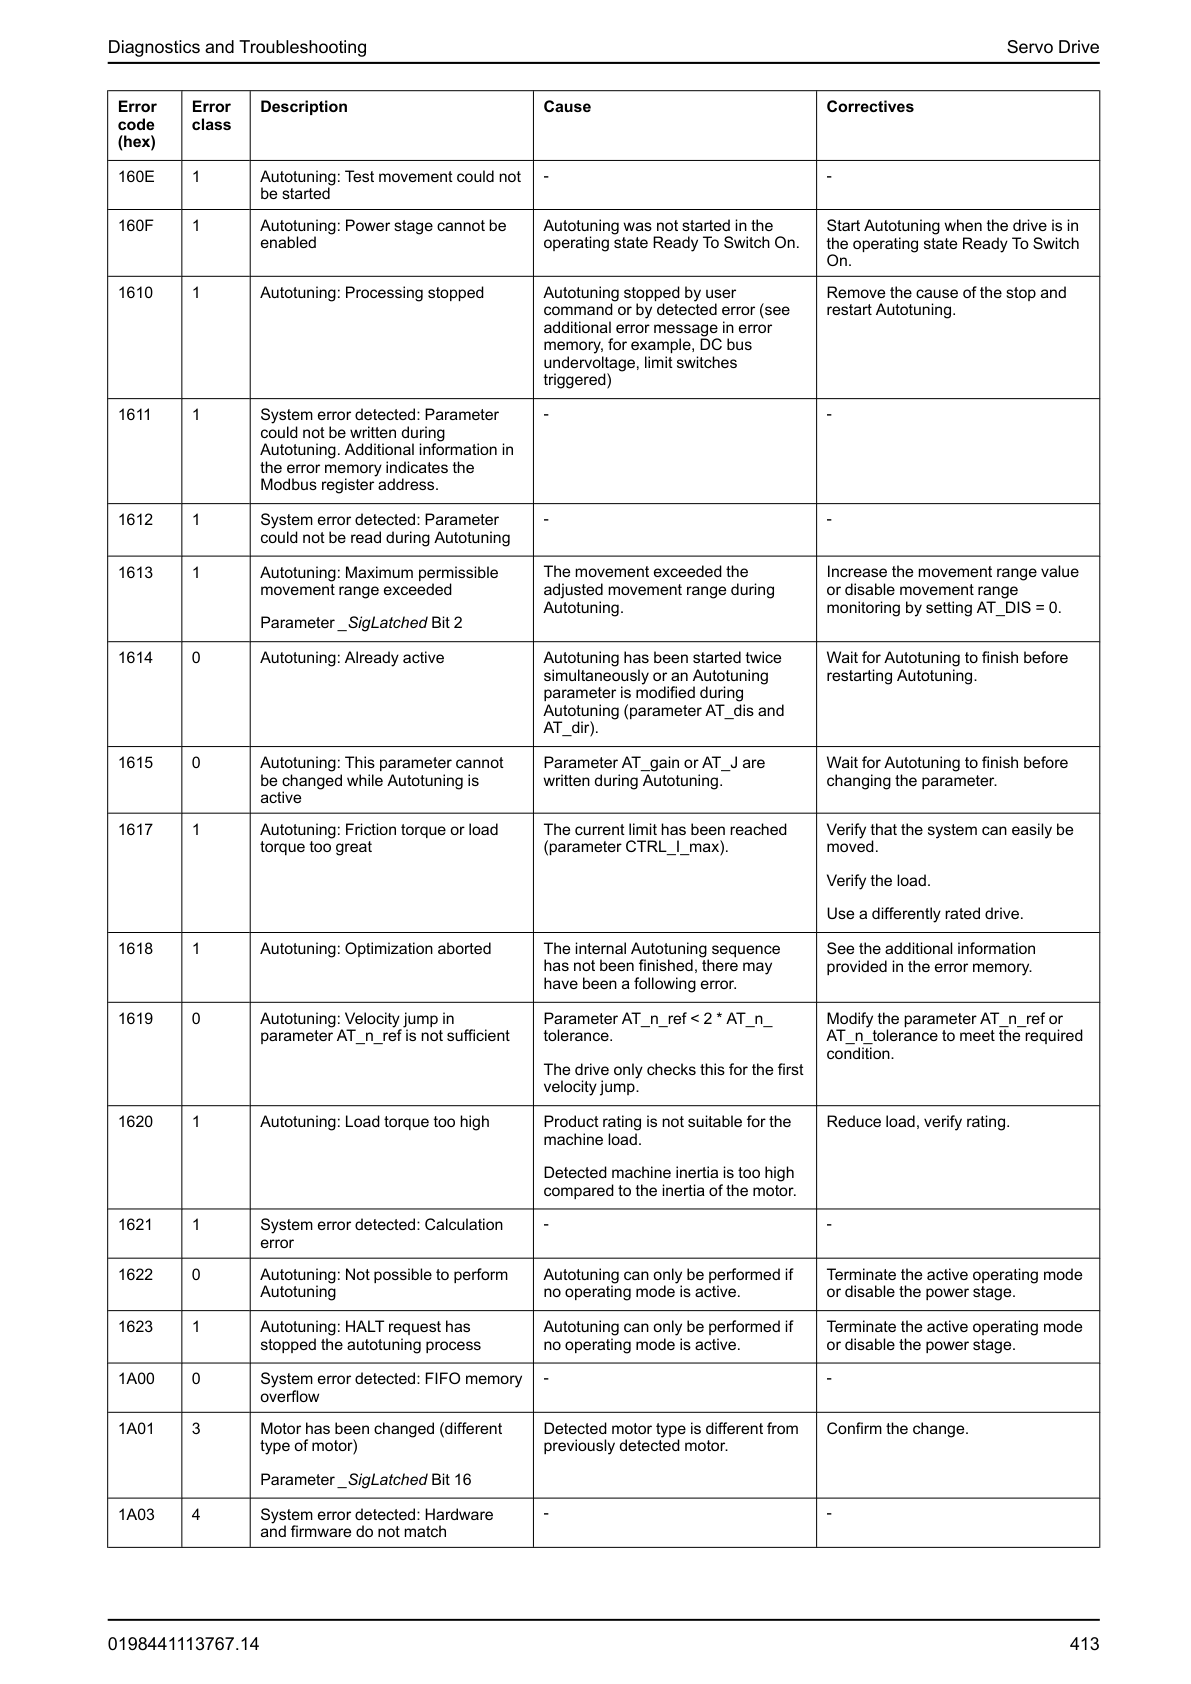 Diagnostics and Troubleshooting
Servo Drive
Error code (hex)
Error class
Description
Cause
Correctives
160E
1
Autotuning: Test movement could not
be started
-
-
160F
1
Autotuning: Power stage cannot be
enabled
Autotuning was not started in the
operating state Ready To Switch On.
Start Autotuning when the drive is in
the operating state Ready To Switch
On.
1610
1
Autotuning: Processing stopped
Autotuning stopped by user
command or by detected error (see
additional error message in error
memory, for example, DC bus
undervoltage, limit switches
triggered)
Remove the cause of the stop and
restart Autotuning.
1611
1
System error detected: Parameter
could not be written during
Autotuning. Additional information in
the error memory indicates the
Modbus register address.
-
-
1612
1
System error detected: Parameter
could not be read during Autotuning
-
-
1613
1
Autotuning: Maximum permissible
movement range exceeded
Parameter _SigLatched Bit 2
The movement exceeded the
adjusted movement range during
Autotuning.
Increase the movement range value
or disable movement range
monitoring by setting AT_DIS = 0.
1614
0
Autotuning: Already active
Autotuning has been started twice
simultaneously or an Autotuning
parameter is modified during
Autotuning (parameter AT_dis and
AT_dir).
Wait for Autotuning to finish before
restarting Autotuning.
1615
0
Autotuning: This parameter cannot
be changed while Autotuning is
active
Parameter AT_gain or AT_J are
written during Autotuning.
Wait for Autotuning to finish before
changing the parameter.
1617
1
Autotuning: Friction torque or load
torque too great
The current limit has been reached
(parameter CTRL_I_max).
Verify that the system can easily be
moved.
Verify the load.
Use a differently rated drive.
1618
1
Autotuning: Optimization aborted
The internal Autotuning sequence
has not been finished, there may
have been a following error.
See the additional information
provided in the error memory.
1619
0
Autotuning: Velocity jump in
parameter AT_n_ref is not sufficient
Parameter AT_n_ref < 2 * AT_n_
tolerance.
The drive only checks this for the first
velocity jump.
Modify the parameter AT_n_ref or
AT_n_tolerance to meet the required
condition.
1620
1
Autotuning: Load torque too high
Product rating is not suitable for the
machine load.
Detected machine inertia is too high
compared to the inertia of the motor.
Reduce load, verify rating.
1621
1
System error detected: Calculation
error
-
-
1622
0
Autotuning: Not possible to perform
Autotuning
Autotuning can only be performed if
no operating mode is active.
Terminate the active operating mode
or disable the power stage.
1623
1
Autotuning: HALT request has
stopped the autotuning process
Autotuning can only be performed if
no operating mode is active.
Terminate the active operating mode
or disable the power stage.
1A00
0
System error detected: FIFO memory
overflow
-
-
1A01
3
Motor has been changed (different
type of motor)
Parameter _SigLatched Bit 16
Detected motor type is different from
previously detected motor.
Confirm the change.
1A03
4
System error detected: Hardware
and firmware do not match
-
-
0198441113767.14
413